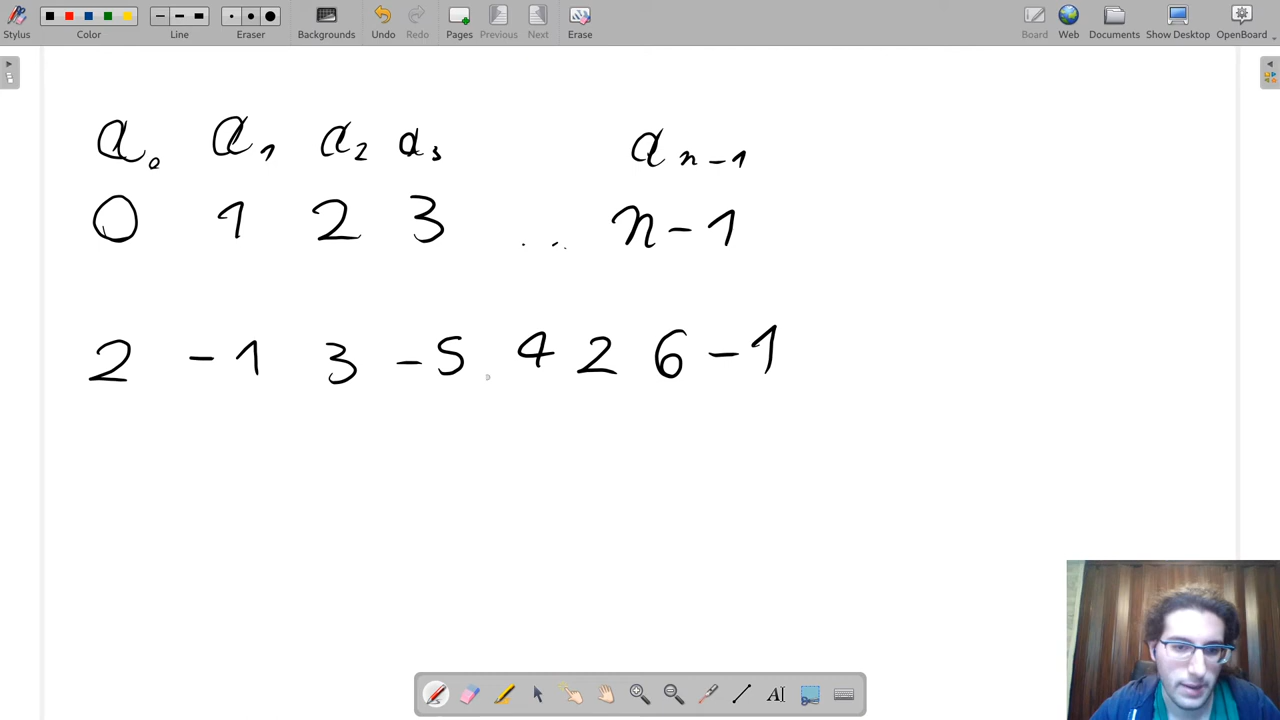 Stylus Color Line Eraser Backgrounds Undo Redo Pages Previous Next Erase Board Web Documents Show Desktop OpenBoard
a₀ a₁ a₂ a₃ aₙ₋₁
0 1 2 3 ... n-1
2 -1 3 -5 4 2 6 -1
AI